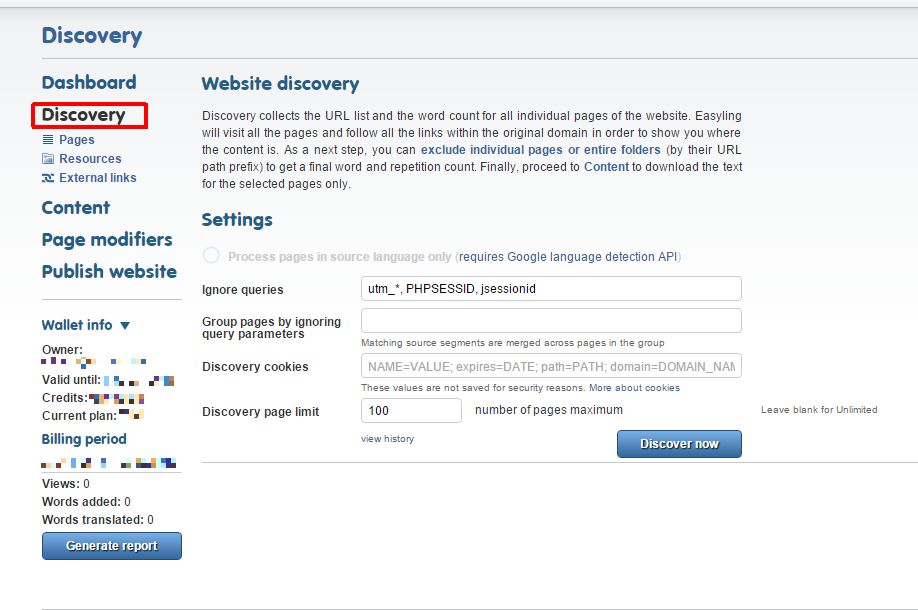 Discovery
Dashboard
Discovery
Pages
Resources
External links
Content
Page modifiers
Publish website
Wallet info
Owner:
Valid until:
Credits:
Current plan:
Billing period
Views: 0
Words added: 0
Words translated: 0
Generate report
Website discovery
Discovery collects the URL list and the word count for all individual pages of the website. Easyling
will visit all the pages and follow all the links within the original domain in order to show you where
the content is. As a next step, you can exclude individual pages or entire folders (by their URL
path prefix) to get a final word and repetition count. Finally, proceed to Content to download the text
for the selected pages only.
Settings
Process pages in source language only (requires Google language detection API)
Ignore queries
utm_*, PHPSESSID, jsessionid
Group pages by ignoring
query parameters
Matching source segments are merged across pages in the group
Discovery cookies
NAME=VALUE; expires=DATE; path=PATH; domain=DOMAIN_NAM
These values are not saved for security reasons. More about cookies
Discovery page limit
100
number of pages maximum
Leave blank for Unlimited
view history
Discover now